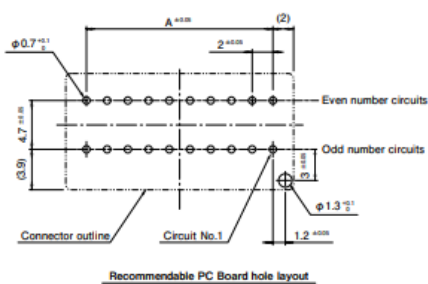 A ±0.05
(2)
φ0.7 +0.1 0
2 ±0.05
Even number circuits
4.7 ±0.05
Odd number circuits
(3.9)
3 ±0.05
φ1.3 +0.1 0
Connector outline
Circuit No.1
1.2 ±0.05
Recommendable PC Board hole layout